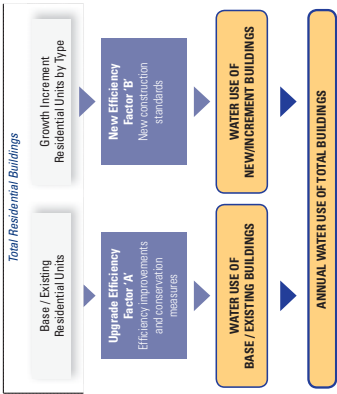 Total Residential Buildings
Base / Existing
Residential Units
Growth Increment
Residential Units by Type
Upgrade Efficiency
Factor ‘A’
Efficiency improvements
and conservation
measures
New Efficiency
Factor ‘B’
New construction
standards
WATER USE OF
BASE / EXISTING BUILDINGS
WATER USE OF
NEW/INCREMENT BUILDINGS
ANNUAL WATER USE OF TOTAL BUILDINGS